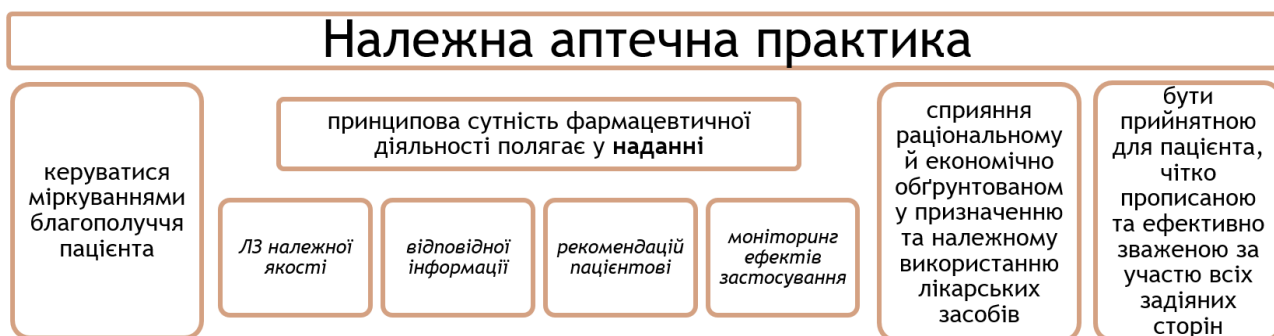 Належна аптечна практика
керуватися
міркуваннями
благополуччя
пацієнта
принципова сутність фармацевтичної
діяльності полягає у наданні
ЛЗ належної
якості
відповідної
інформації
рекомендацій
пацієнтові
моніторинг
ефектів
застосування
сприяння
раціональному
й економічно
обґрунтованом
у призначенню
та належному
використанню
лікарських
засобів
бути
прийнятною
для пацієнта,
чітко
прописаною
та ефективно
зваженою за
участю всіх
задіяних
сторін